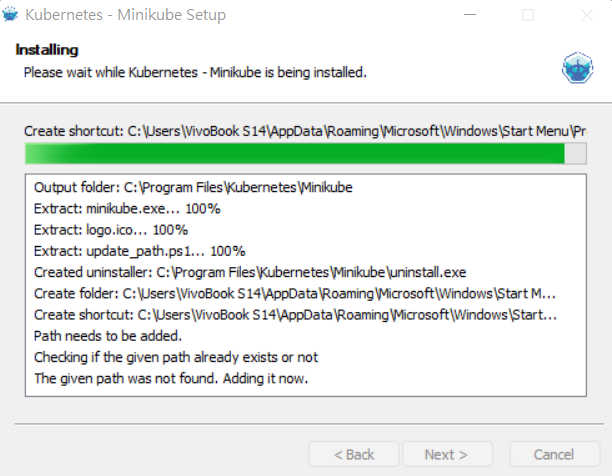 Kubernetes - Minikube Setup
Installing
Please wait while Kubernetes - Minikube is being installed.
Create shortcut: C:\Users\VivoBook S14\AppData\Roaming\Microsoft\Windows\Start Menu\Pr
Output folder: C:\Program Files\Kubernetes\Minikube
Extract: minikube.exe... 100%
Extract: logo.ico... 100%
Extract: update_path.ps1... 100%
Created uninstaller: C:\Program Files\Kubernetes\Minikube\uninstall.exe
Create folder: C:\Users\VivoBook S14\AppData\Roaming\Microsoft\Windows\Start M...
Create shortcut: C:\Users\VivoBook S14\AppData\Roaming\Microsoft\Windows\Start...
Path needs to be added.
Checking if the given path already exists or not
The given path was not found. Adding it now.
< Back Next > Cancel